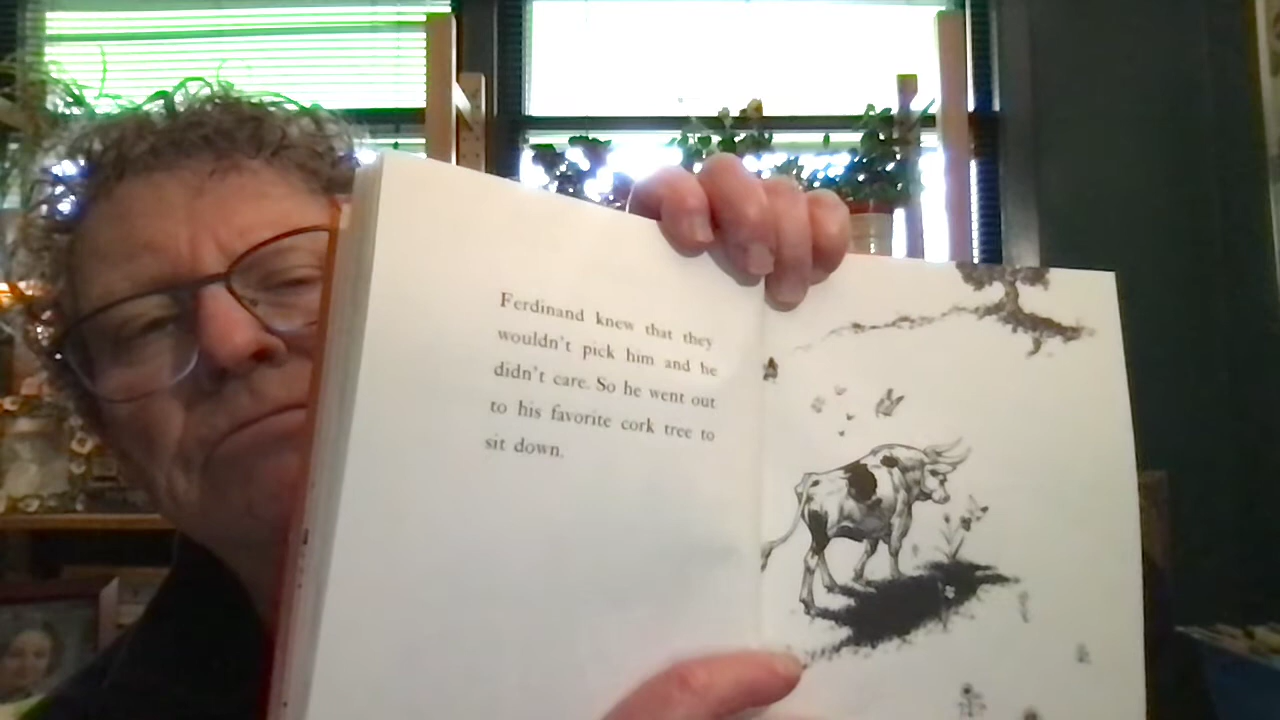 Ferdinand knew that they
wouldn't pick him and he
didn't care. So he went out
to his favorite cork tree to
sit down.